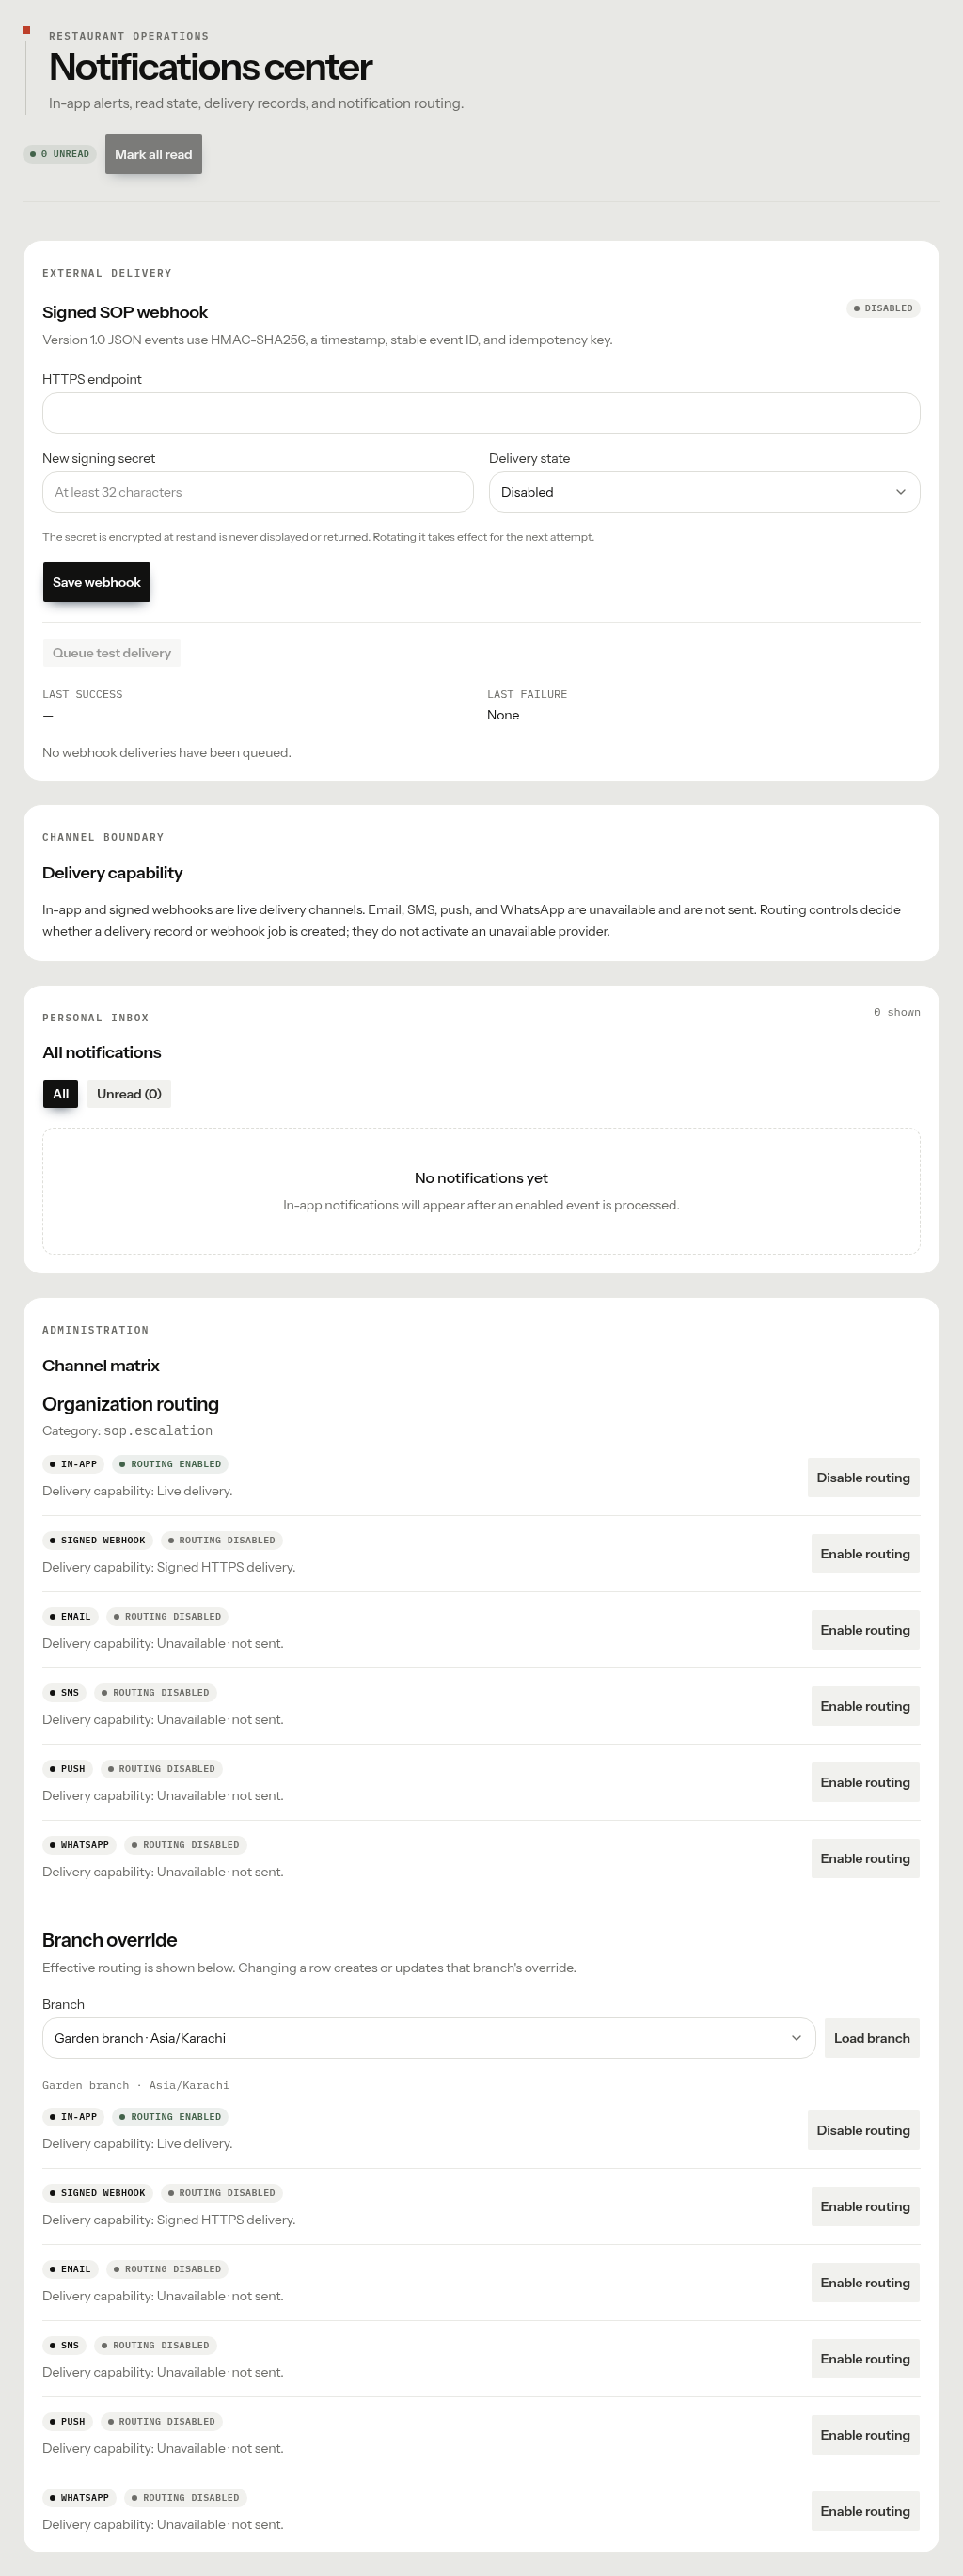 RESTAURANT OPERATIONS
Notifications center
In-app alerts, read state, delivery records, and notification routing.
0 UNREAD
Mark all read
EXTERNAL DELIVERY
Signed SOP webhook
DISABLED
Version 1.0 JSON events use HMAC-SHA256, a timestamp, stable event ID, and idempotency key.
HTTPS endpoint
New signing secret
Delivery state
At least 32 characters
Disabled
The secret is encrypted at rest and is never displayed or returned. Rotating it takes effect for the next attempt.
Save webhook
Queue test delivery
LAST SUCCESS
LAST FAILURE
—
None
No webhook deliveries have been queued.
CHANNEL BOUNDARY
Delivery capability
In-app and signed webhooks are live delivery channels. Email, SMS, push, and WhatsApp are unavailable and are not sent. Routing controls decide
whether a delivery record or webhook job is created; they do not activate an unavailable provider.
PERSONAL INBOX
0 shown
All notifications
All
Unread (0)
No notifications yet
In-app notifications will appear after an enabled event is processed.
ADMINISTRATION
Channel matrix
Organization routing
Category: sop.escalation
IN-APP
ROUTING ENABLED
Delivery capability: Live delivery.
Disable routing
SIGNED WEBHOOK
ROUTING DISABLED
Delivery capability: Signed HTTPS delivery.
Enable routing
EMAIL
ROUTING DISABLED
Delivery capability: Unavailable · not sent.
Enable routing
SMS
ROUTING DISABLED
Delivery capability: Unavailable · not sent.
Enable routing
PUSH
ROUTING DISABLED
Delivery capability: Unavailable · not sent.
Enable routing
WHATSAPP
ROUTING DISABLED
Delivery capability: Unavailable · not sent.
Enable routing
Branch override
Effective routing is shown below. Changing a row creates or updates that branch's override.
Branch
Garden branch · Asia/Karachi
Load branch
Garden branch · Asia/Karachi
IN-APP
ROUTING ENABLED
Delivery capability: Live delivery.
Disable routing
SIGNED WEBHOOK
ROUTING DISABLED
Delivery capability: Signed HTTPS delivery.
Enable routing
EMAIL
ROUTING DISABLED
Delivery capability: Unavailable · not sent.
Enable routing
SMS
ROUTING DISABLED
Delivery capability: Unavailable · not sent.
Enable routing
PUSH
ROUTING DISABLED
Delivery capability: Unavailable · not sent.
Enable routing
WHATSAPP
ROUTING DISABLED
Delivery capability: Unavailable · not sent.
Enable routing